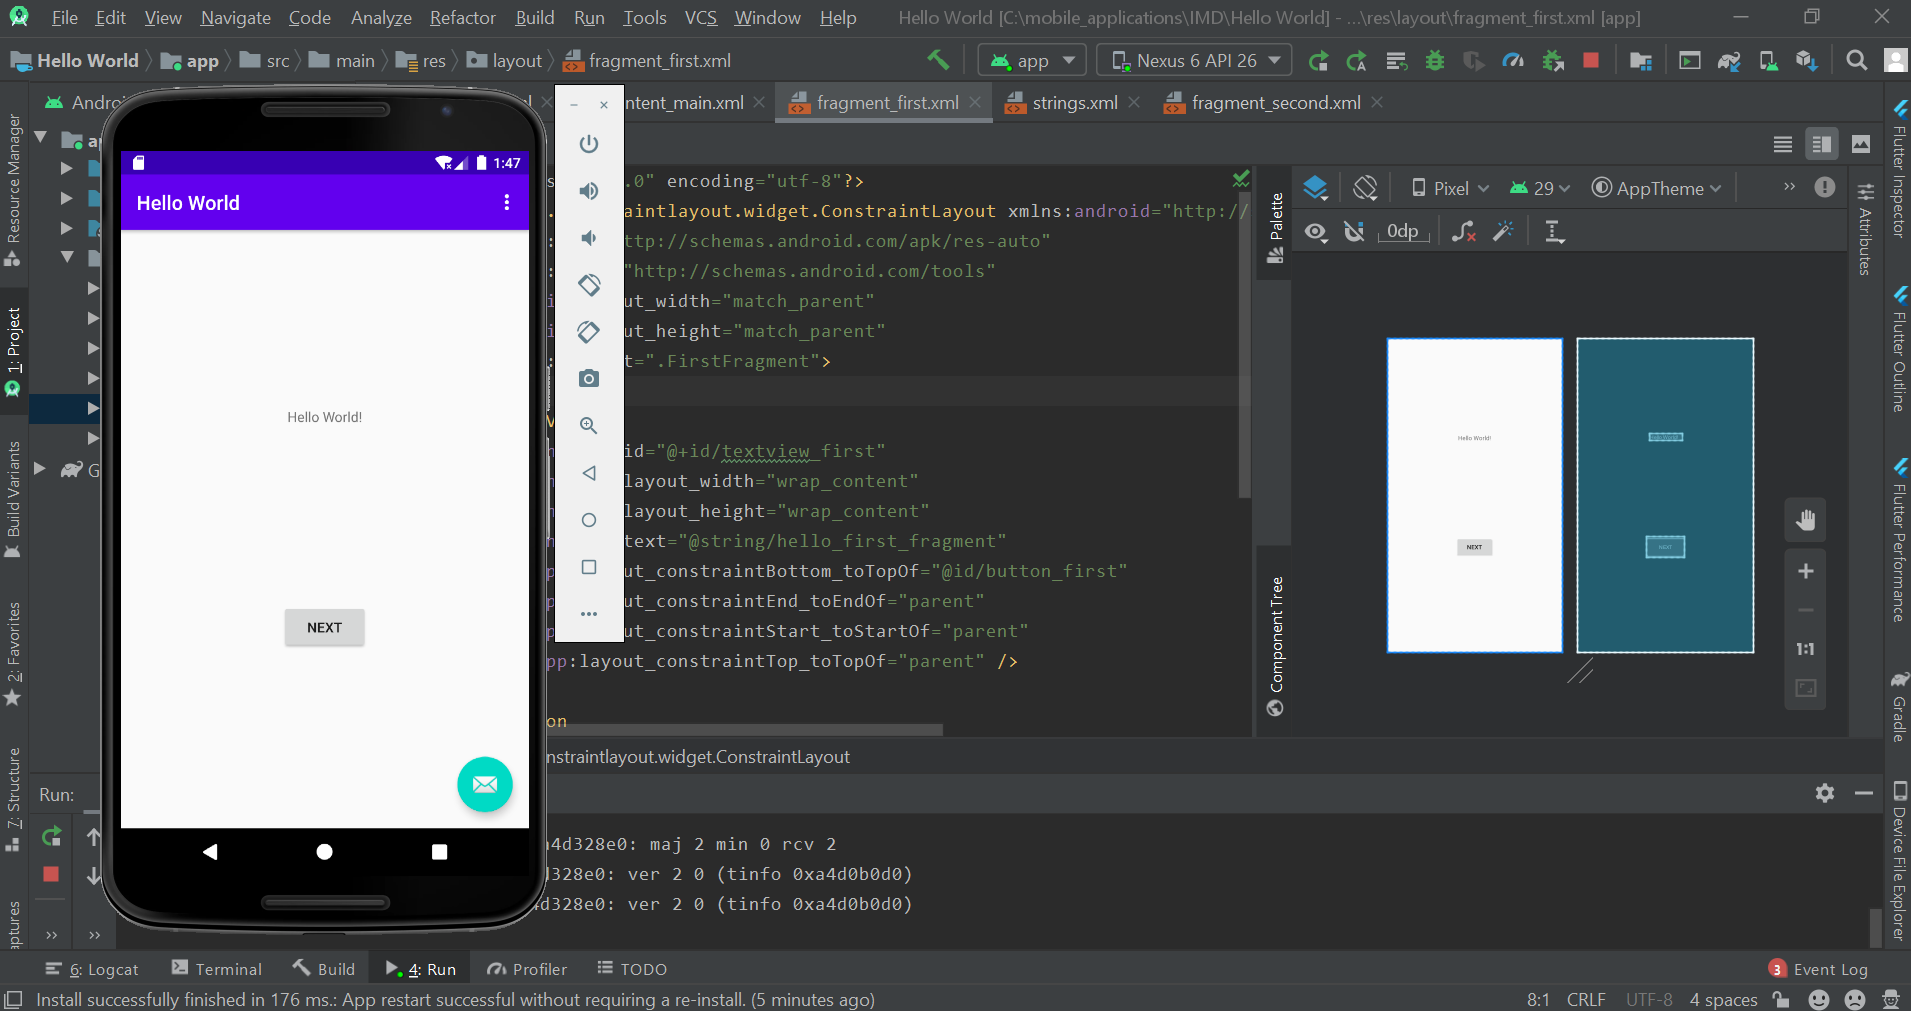 File Edit View Navigate Code Analyze Refactor Build Run Tools VCS Window Help Hello World [C:\mobile_applications\IMD\Hello World] - ...\res\layout\fragment_first.xml [app]
Hello World app src main res layout fragment_first.xml app Nexus 6 API 26
ntent_main.xml fragment_first.xml strings.xml fragment_second.xml
1:47
Hello World
Hello World!
NEXT
.0" encoding="utf-8"?>
aintlayout.widget.ConstraintLayout xmlns:android="http://
ttp://schemas.android.com/apk/res-auto"
"http://schemas.android.com/tools"
ut_width="match_parent"
ut_height="match_parent"
t=".FirstFragment">
id="@+id/textview_first"
layout_width="wrap_content"
layout_height="wrap_content"
text="@string/hello_first_fragment"
ut_constraintBottom_toTopOf="@id/button_first"
ut_constraintEnd_toEndOf="parent"
ut_constraintStart_toStartOf="parent"
pp:layout_constraintTop_toTopOf="parent" />
on
nstraintlayout.widget.ConstraintLayout
Pixel 29 AppTheme
0dp
Hello World!
NEXT
NEXT
1:1
Palette
Component Tree
Attributes
Flutter Inspector
Flutter Outline
Flutter Performance
Gradle
Device File Explorer
Resource Manager
1: Project
Build Variants
2: Favorites
7: Structure
aptures
Run:
a4d328e0: maj 2 min 0 rcv 2
d328e0: ver 2 0 (tinfo 0xa4d0b0d0)
4d328e0: ver 2 0 (tinfo 0xa4d0b0d0)
6: Logcat Terminal Build 4: Run Profiler TODO 3 Event Log
Install successfully finished in 176 ms.: App restart successful without requiring a re-install. (5 minutes ago) 8:1 CRLF UTF-8 4 spaces